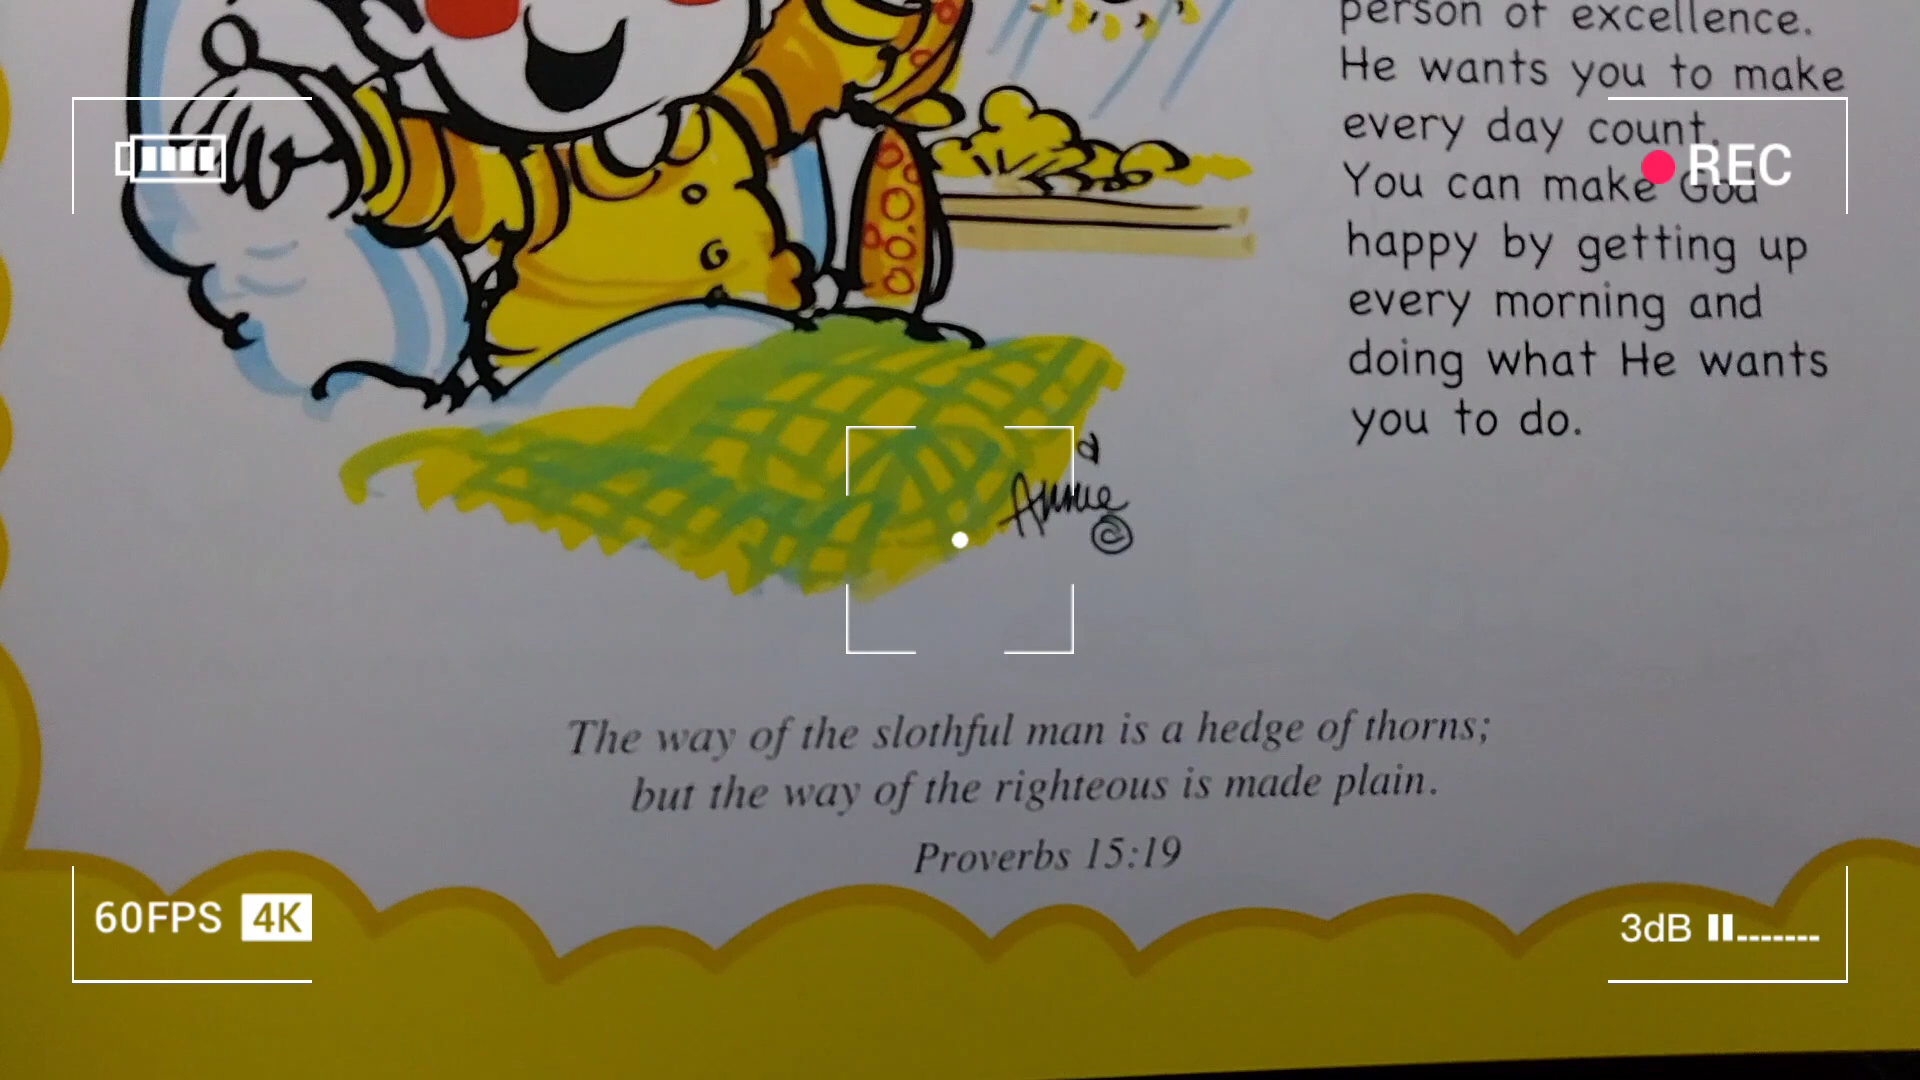 person of excellence.
He wants you to make
every day count.
REC
You can make God
happy by getting up
every morning and
doing what He wants
you to do.
Annie
©
The way of the slothful man is a hedge of thorns;
but the way of the righteous is made plain.
Proverbs 15:19
60FPS 4K
3dB